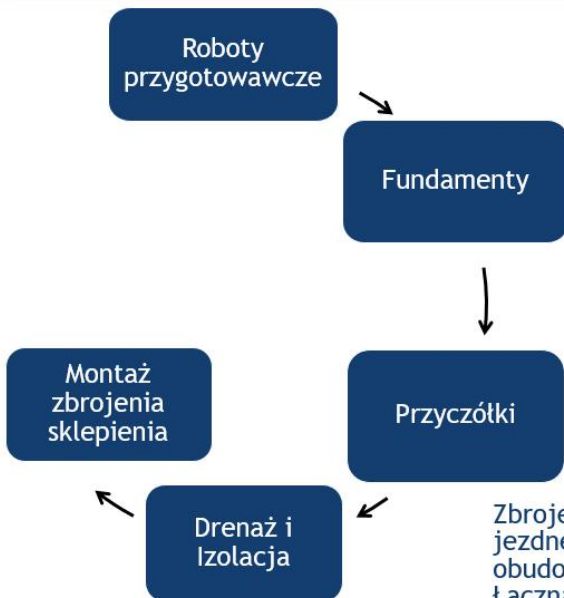 Roboty
przygotowawcze
Fundamenty
Montaż
zbrojenia
sklepienia
Przyczółki
Drenaż i
Izolacja